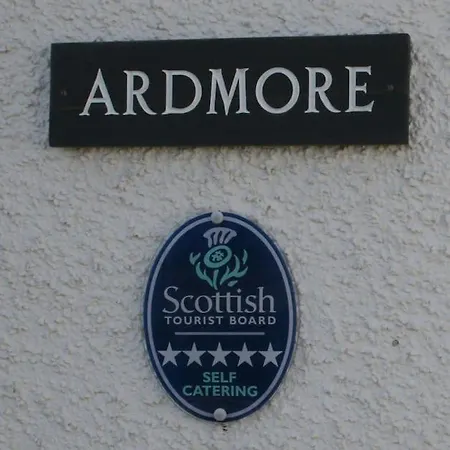 ARDMORE
Scottish
TOURIST BOARD
SELF
CATERING